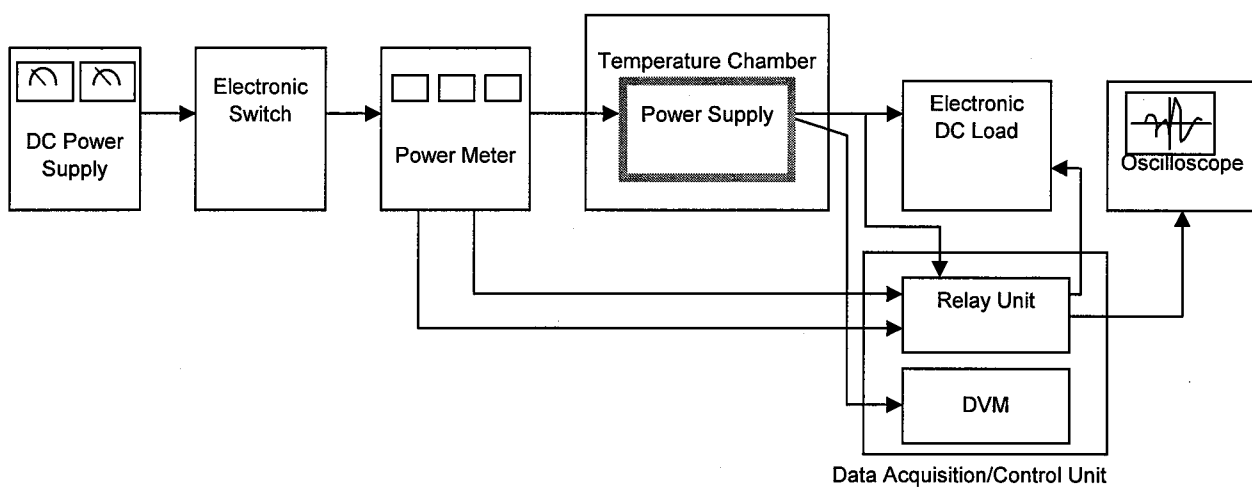 DC Power
Supply
Electronic
Switch
Power Meter
Temperature Chamber
Power Supply
Electronic
DC Load
Oscilloscope
Relay Unit
DVM
Data Acquisition/Control Unit